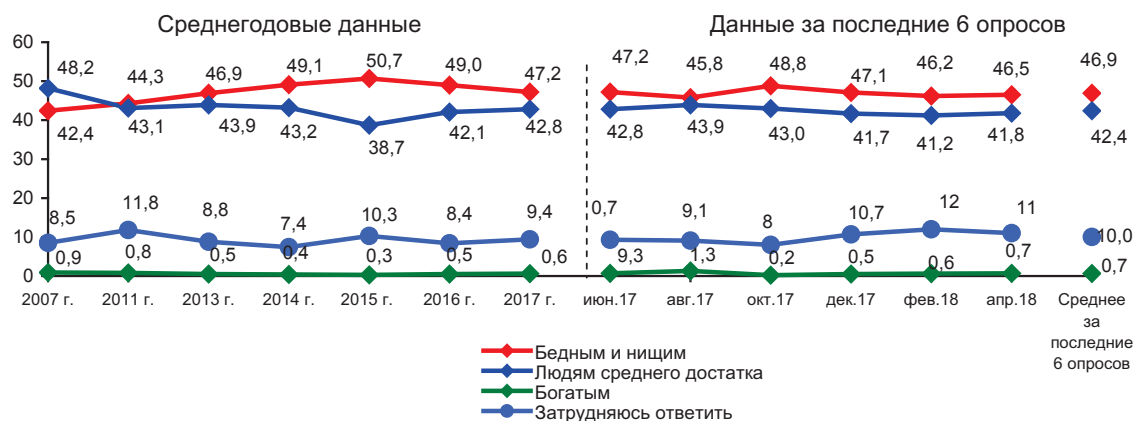 Среднегодовые данные
Данные за последние 6 опросов
60
50
40
30
20
10
0
48,2 44,3 46,9 49,1 50,7 49,0 47,2
42,4 43,1 43,9 43,2 38,7 42,1 42,8
8,5 11,8 8,8 7,4 10,3 8,4 9,4
0,9 0,8 0,5 0,4 0,3 0,5 0,6
47,2 45,8 48,8 47,1 46,2 46,5 46,9
42,8 43,9 43,0 41,7 41,2 41,8 42,4
0,7 9,1 8 10,7 12 11 10,0
9,3 1,3 0,2 0,5 0,6 0,7 0,7
2007 г. 2011 г. 2013 г. 2014 г. 2015 г. 2016 г. 2017 г.
июн.17 авг.17 окт.17 дек.17 фев.18 апр.18
Среднее
за
последние
6 опросов
Бедным и нищим
Людям среднего достатка
Богатым
Затрудняюсь ответить